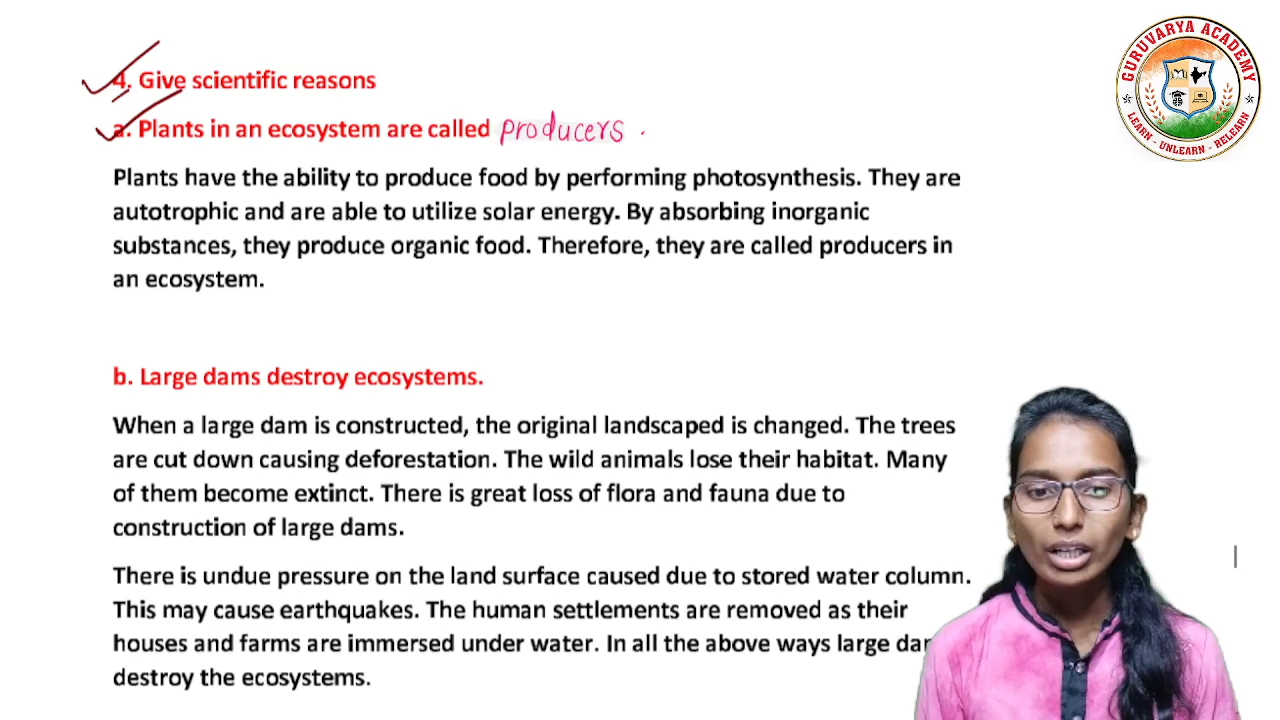 4. Give scientific reasons
a. Plants in an ecosystem are called producers.
Plants have the ability to produce food by performing photosynthesis. They are
autotrophic and are able to utilize solar energy. By absorbing inorganic
substances, they produce organic food. Therefore, they are called producers in
an ecosystem.
b. Large dams destroy ecosystems.
When a large dam is constructed, the original landscaped is changed. The trees
are cut down causing deforestation. The wild animals lose their habitat. Many
of them become extinct. There is great loss of flora and fauna due to
construction of large dams.
There is undue pressure on the land surface caused due to stored water column.
This may cause earthquakes. The human settlements are removed as their
houses and farms are immersed under water. In all the above ways large
destroy the ecosystems.
GURUVARYA ACADEMY
LEARN - UNLEARN - RELEARN